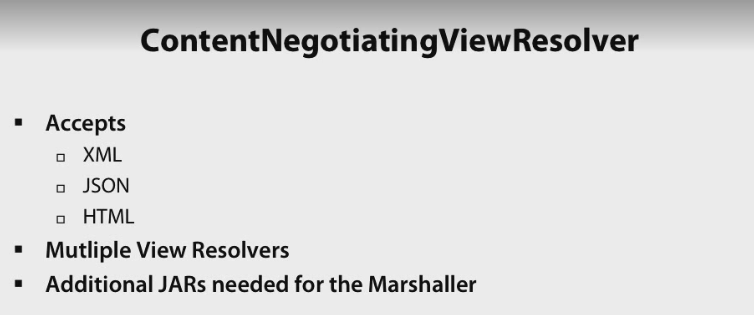 ContentNegotiatingViewResolver
Accepts
XML
JSON
HTML
Mutliple View Resolvers
Additional JARs needed for the Marshaller